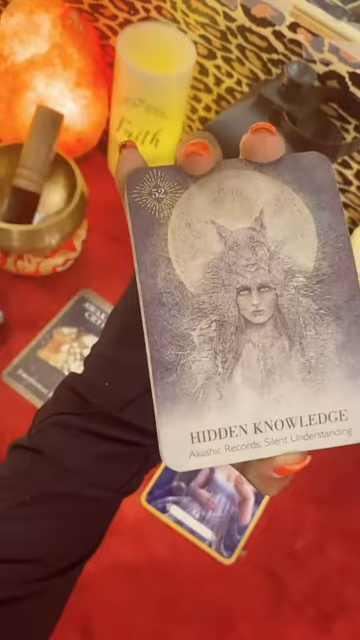 Faith
52
HIDDEN KNOWLEDGE
Akashic Records, Silent Understanding